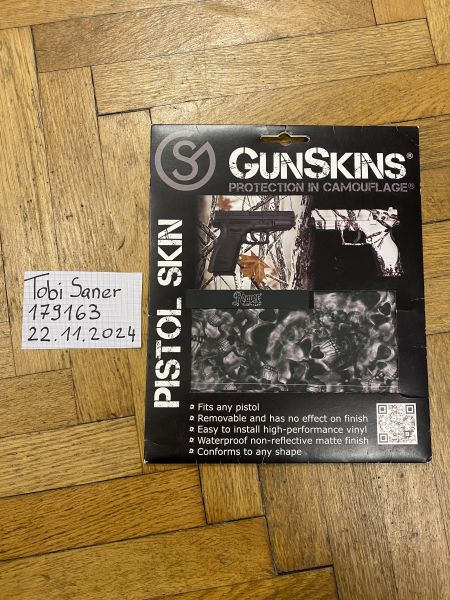 GUNSKINS®
PROTECTION IN CAMOUFLAGE®
PISTOL SKIN
Tobi Saner
179163
22.11.2024
Fits any pistol
Removable and has no effect on finish
Easy to install high-performance vinyl
Waterproof non-reflective matte finish
Conforms to any shape